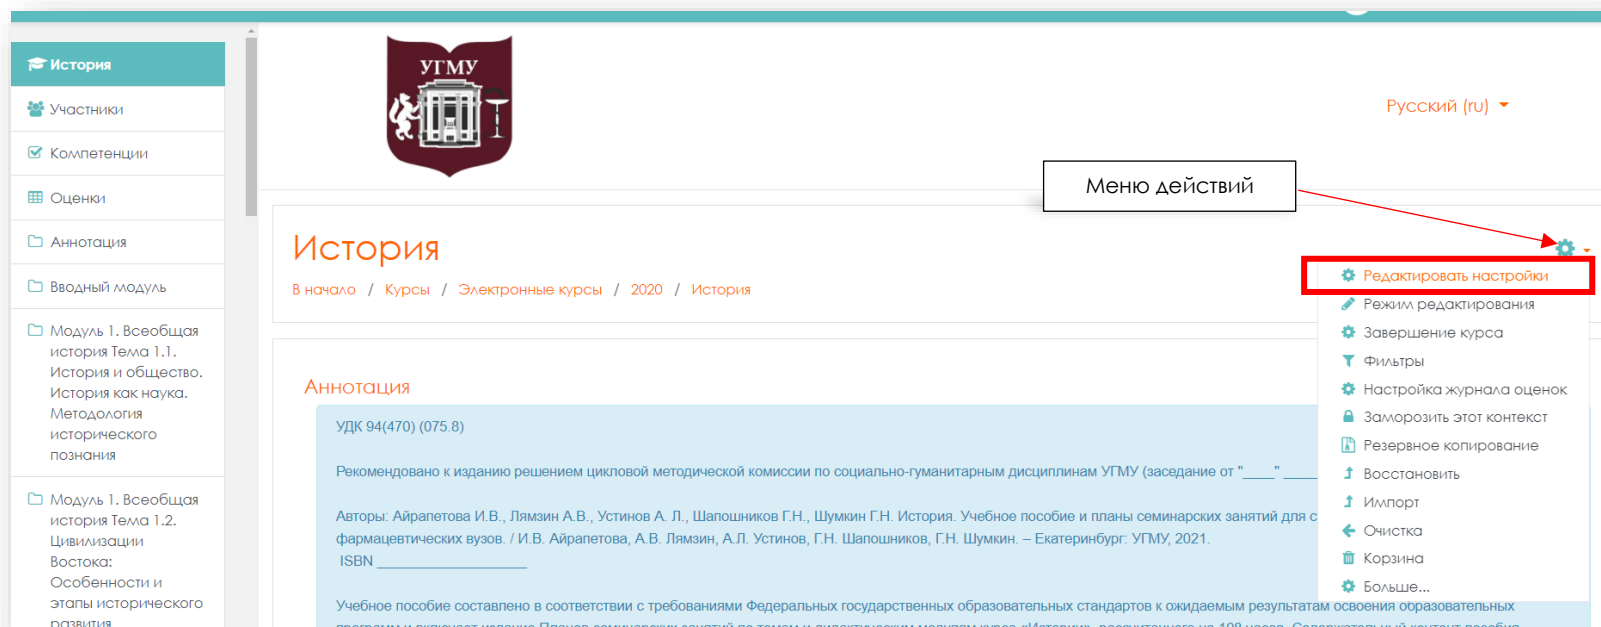 История
Участники
Компетенции
Оценки
Аннотация
Вводный модуль
Модуль 1. Всеобщая
история Тема 1.1.
История и общество.
История как наука.
Методология
исторического
познания
Модуль 1. Всеобщая
история Тема 1.2.
Цивилизации
Востока:
Особенности и
этапы исторического
развития
УГМУ
Русский (ru)
Меню действий
История
В начало / Курсы / Электронные курсы / 2020 / История
Редактировать настройки
Режим редактирования
Завершение курса
Фильтры
Настройка журнала оценок
Заморозить этот контекст
Резервное копирование
Восстановить
Импорт
Очистка
Корзина
Больше...
Аннотация
УДК 94(470) (075.8)
Рекомендовано к изданию решением цикловой методической комиссии по социально-гуманитарным дисциплинам УГМУ (заседание от "____"_____
Авторы: Айрапетова И.В., Лямзин А.В., Устинов А. Л., Шапошников Г.Н., Шумкин Г.Н. История. Учебное пособие и планы семинарских занятий для с
фармацевтических вузов. / И.В. Айрапетова, А.В. Лямзин, А.Л. Устинов, Г.Н. Шапошников, Г.Н. Шумкин. – Екатеринбург: УГМУ, 2021.
ISBN ____________________
Учебное пособие составлено в соответствии с требованиями Федеральных государственных образовательных стандартов к ожидаемым результатам освоения образовательных